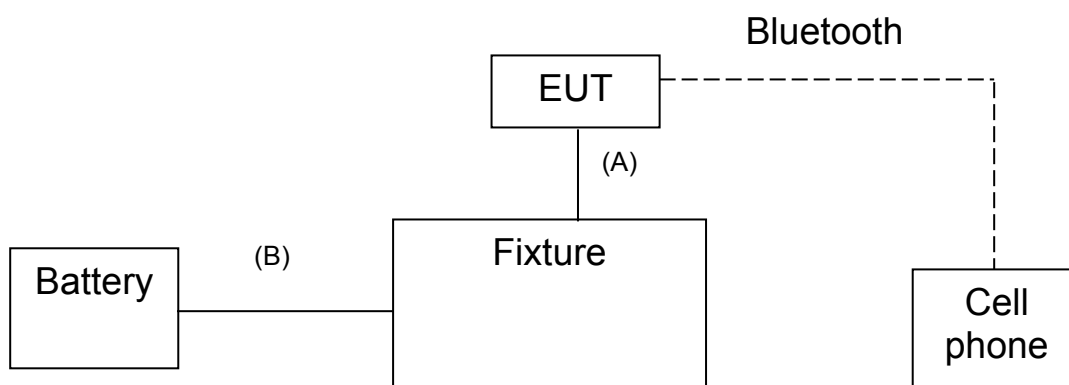 Bluetooth
EUT
(A)
Fixture
(B)
Battery
Cell
phone